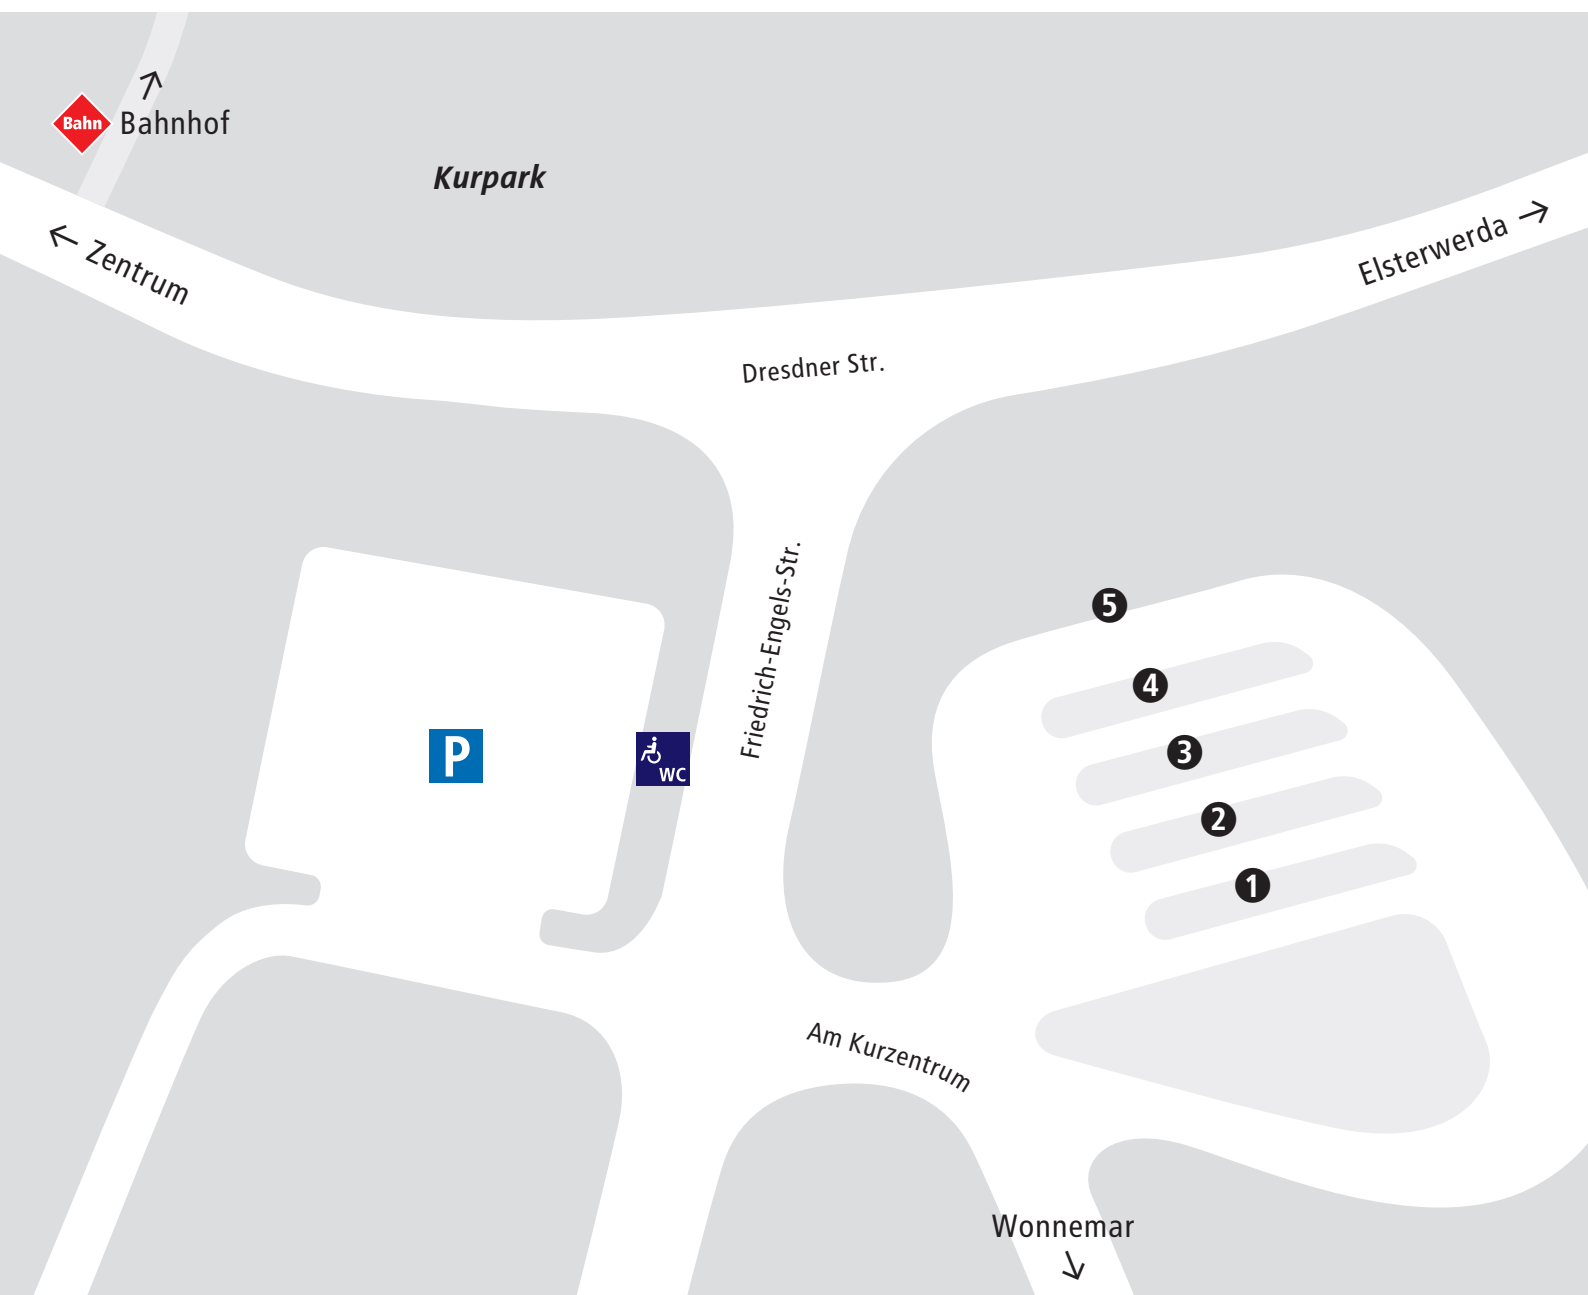 Bahn
Bahnhof
Kurpark
Zentrum
Elsterwerda
Dresdner Str.
Friedrich-Engels-Str.
5
4
3
2
1
P
WC
Am Kurzentrum
Wonnemar